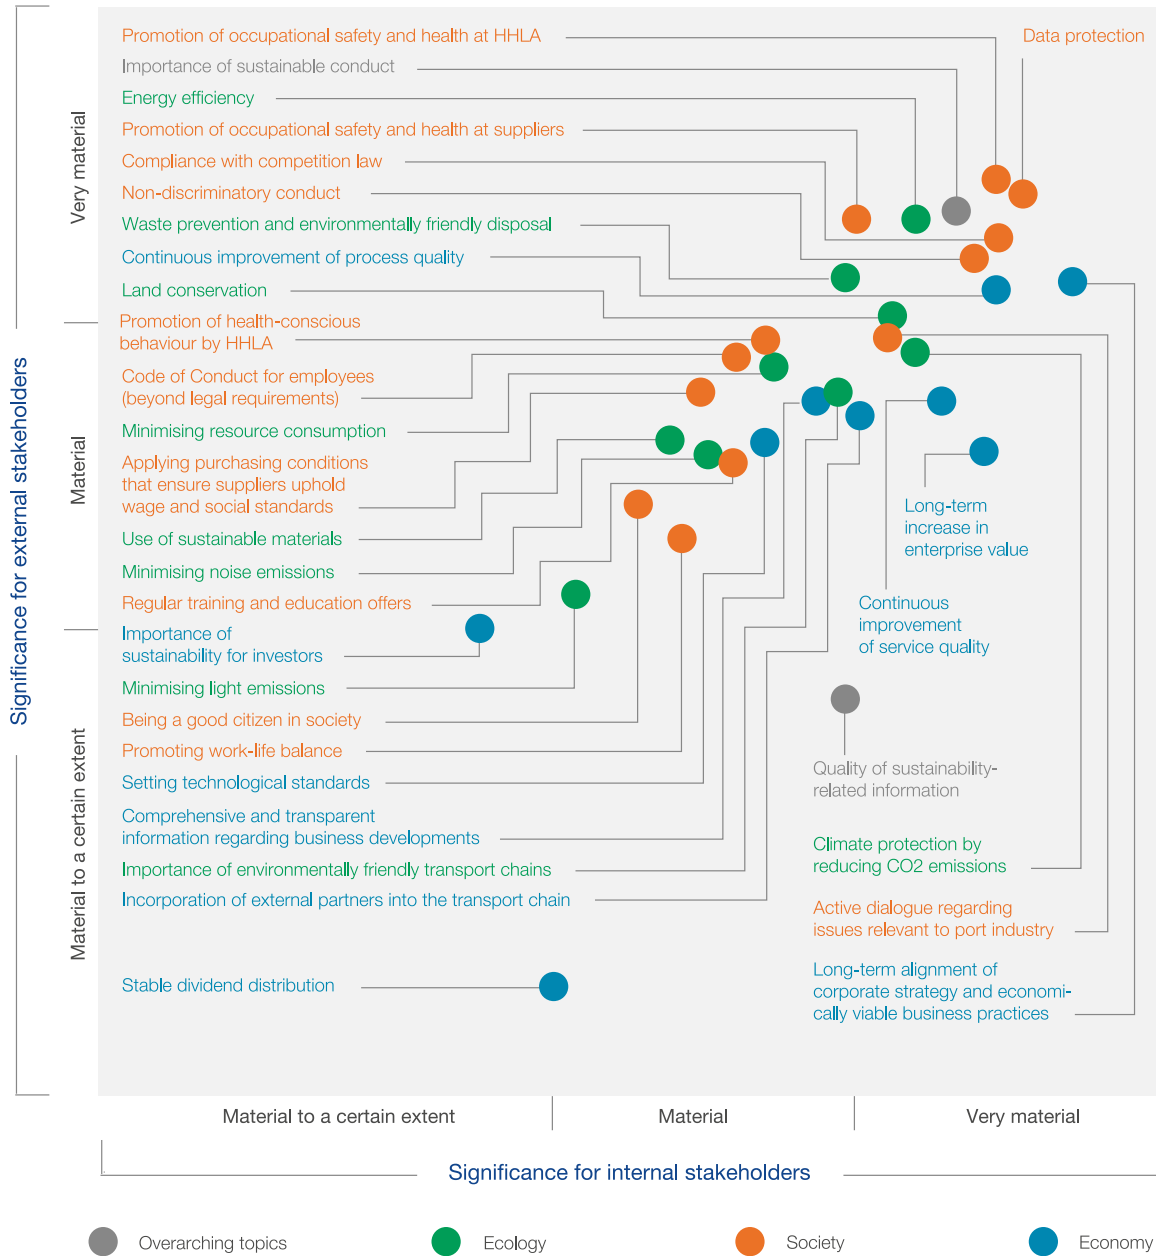 Promotion of occupational safety and health at HHLA
Data protection
Importance of sustainable conduct
Energy efficiency
Promotion of occupational safety and health at suppliers
Compliance with competition law
Non-discriminatory conduct
Waste prevention and environmentally friendly disposal
Continuous improvement of process quality
Land conservation
Promotion of health-conscious
behaviour by HHLA
Code of Conduct for employees
(beyond legal requirements)
Minimising resource consumption
Applying purchasing conditions
that ensure suppliers uphold
wage and social standards
Use of sustainable materials
Minimising noise emissions
Regular training and education offers
Importance of
sustainability for investors
Minimising light emissions
Being a good citizen in society
Promoting work-life balance
Setting technological standards
Comprehensive and transparent
information regarding business developments
Importance of environmentally friendly transport chains
Incorporation of external partners into the transport chain
Stable dividend distribution
Long-term
increase in
enterprise value
Continuous
improvement
of service quality
Quality of sustainability-
related information
Climate protection by
reducing CO2 emissions
Active dialogue regarding
issues relevant to port industry
Long-term alignment of
corporate strategy and economi-
cally viable business practices
Significance for external stakeholders
Very material
Material
Material to a certain extent
Material to a certain extent
Material
Very material
Significance for internal stakeholders
Overarching topics
Ecology
Society
Economy